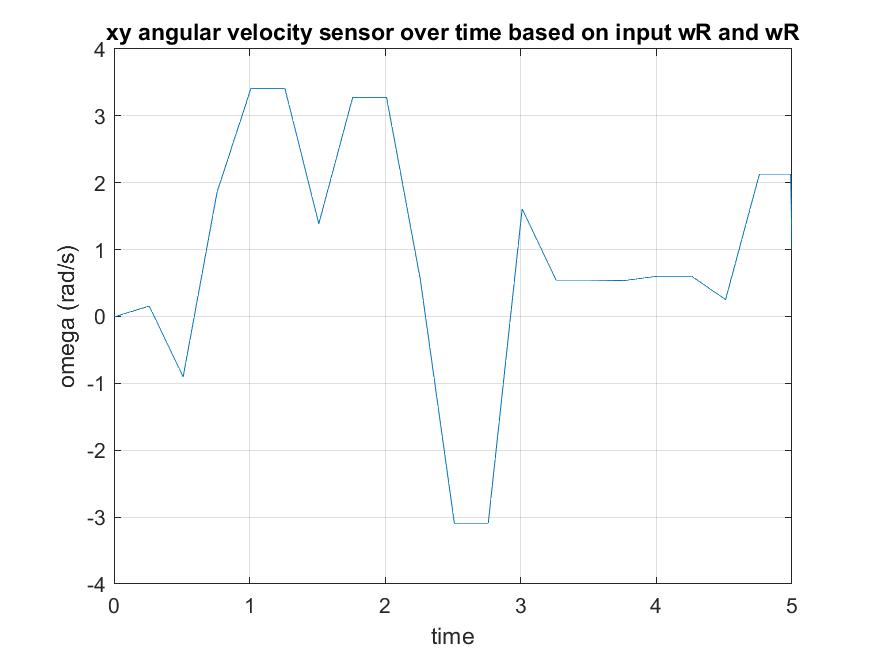 xy angular velocity sensor over time based on input wR and wR
4
3
2
1
0
-1
-2
-3
-4
omega (rad/s)
0 1 2 3 4 5
time